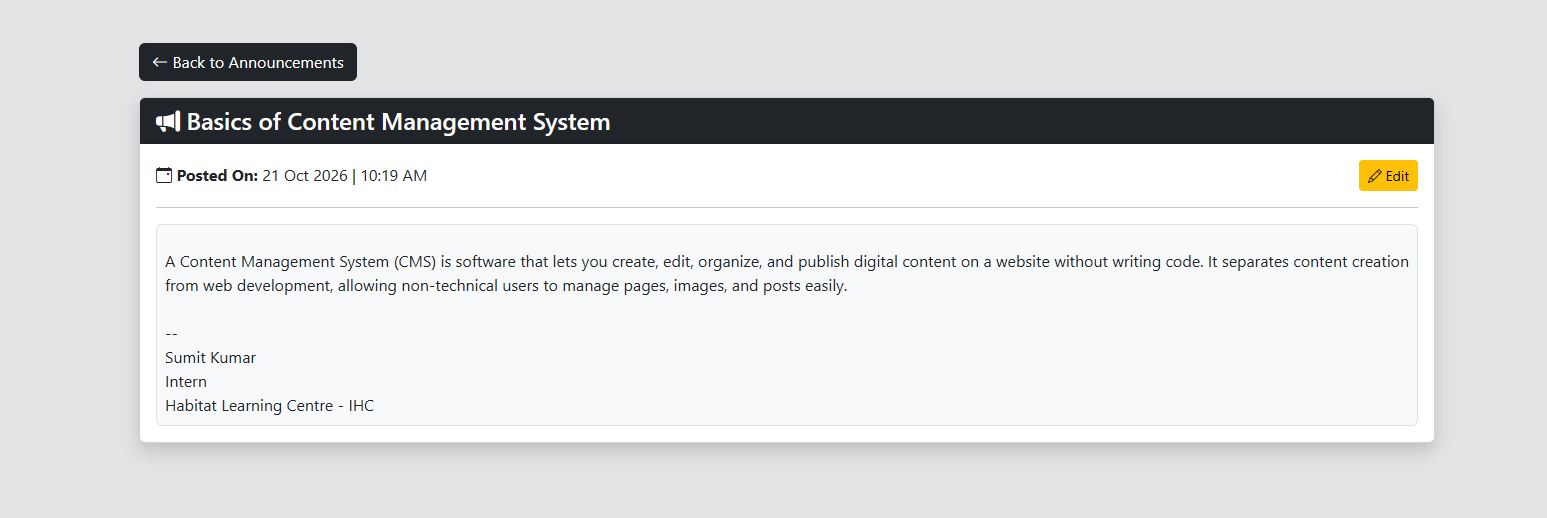 ← Back to Announcements
Basics of Content Management System
Posted On: 21 Oct 2026 | 10:19 AM
Edit
A Content Management System (CMS) is software that lets you create, edit, organize, and publish digital content on a website without writing code. It separates content creation
from web development, allowing non-technical users to manage pages, images, and posts easily.
--
Sumit Kumar
Intern
Habitat Learning Centre - IHC